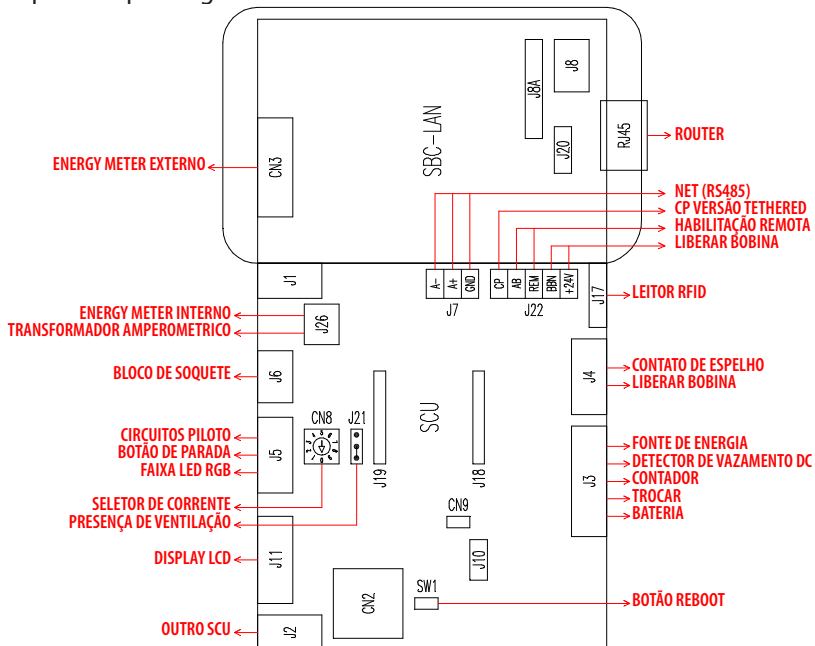 J8
J8A
J20
SBC-LAN
RJ45
ROUTER
CN3
ENERGY METER EXTERNO
NET (RS485)
CP VERSÃO TETHERED
HABILITAÇÃO REMOTA
LIBERAR BOBINA
J1
A-
A+
GND
J7
CP
AB
REM
BBN
+24V
J22
J17
LEITOR RFID
ENERGY METER INTERNO
TRANSFORMADOR AMPEROMETRICO
J26
BLOCO DE SOQUETE
J6
J4
CONTATO DE ESPELHO
LIBERAR BOBINA
CIRCUITOS PILOTO
BOTÃO DE PARADA
FAIXA LED RGB
J5
CN8
J21
J19
SCU
J18
J3
FONTE DE ENERGIA
DETECTOR DE VAZAMENTO DC
CONTADOR
TROCAR
BATERIA
SELETOR DE CORRENTE
PRESENÇA DE VENTILAÇÃO
CN9
J10
DISPLAY LCD
J11
CN2
SW1
BOTÃO REBOOT
OUTRO SCU
J2